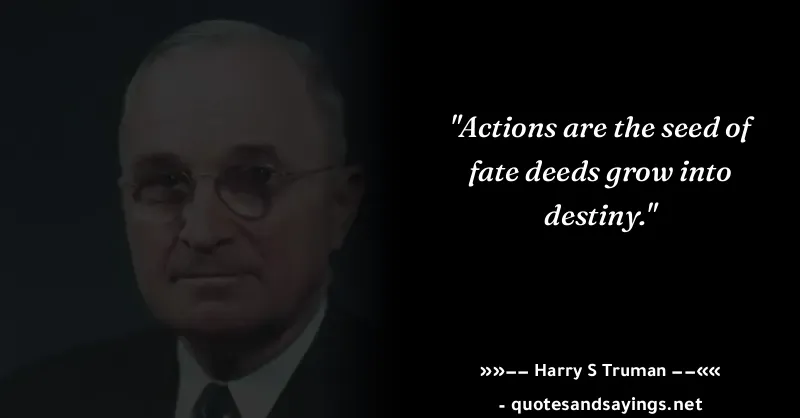 "Actions are the seed of
fate deeds grow into
destiny."
»»–– Harry S Truman ––««
- quotesandsayings.net